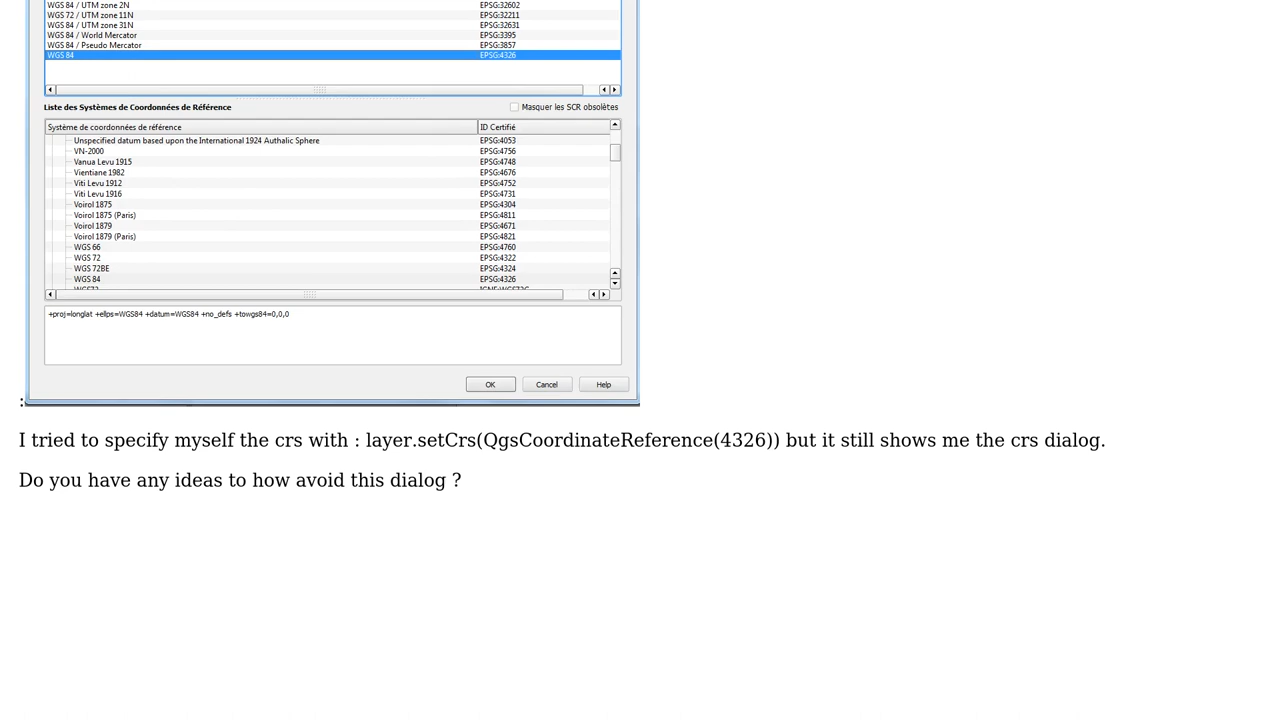 WGS 84 / UTM zone 2N EPSG:32602
WGS 72 / UTM zone 11N EPSG:32211
WGS 84 / UTM zone 31N EPSG:32631
WGS 84 / World Mercator EPSG:3395
WGS 84 / Pseudo Mercator EPSG:3857
WGS 84 EPSG:4326
Liste des Systèmes de Coordonnées de Référence Masquer les SCR obsolètes
Système de coordonnées de référence ID Certifié
Unspecified datum based upon the International 1924 Authalic Sphere EPSG:4053
VN-2000 EPSG:4756
Vanua Levu 1915 EPSG:4748
Vientiane 1982 EPSG:4676
Viti Levu 1912 EPSG:4752
Viti Levu 1916 EPSG:4731
Voirol 1875 EPSG:4304
Voirol 1875 (Paris) EPSG:4811
Voirol 1879 EPSG:4671
Voirol 1879 (Paris) EPSG:4821
WGS 66 EPSG:4760
WGS 72 EPSG:4322
WGS 72BE EPSG:4324
WGS 84 EPSG:4326
+proj=longlat +ellps=WGS84 +datum=WGS84 +no_defs +towgs84=0,0,0
OK Cancel Help
:
I tried to specify myself the crs with : layer.setCrs(QgsCoordinateReference(4326)) but it still shows me the crs dialog.
Do you have any ideas to how avoid this dialog ?